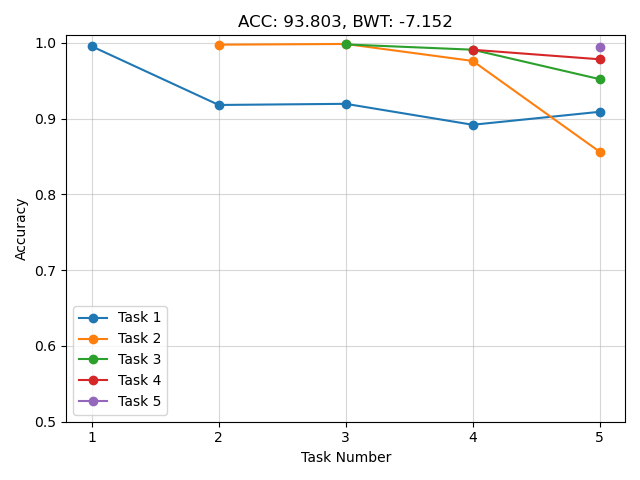 ACC: 93.803, BWT: -7.152
1.0
0.9
0.8
0.7
0.6
0.5
Accuracy
Task 1
Task 2
Task 3
Task 4
Task 5
1 2 3 4 5
Task Number